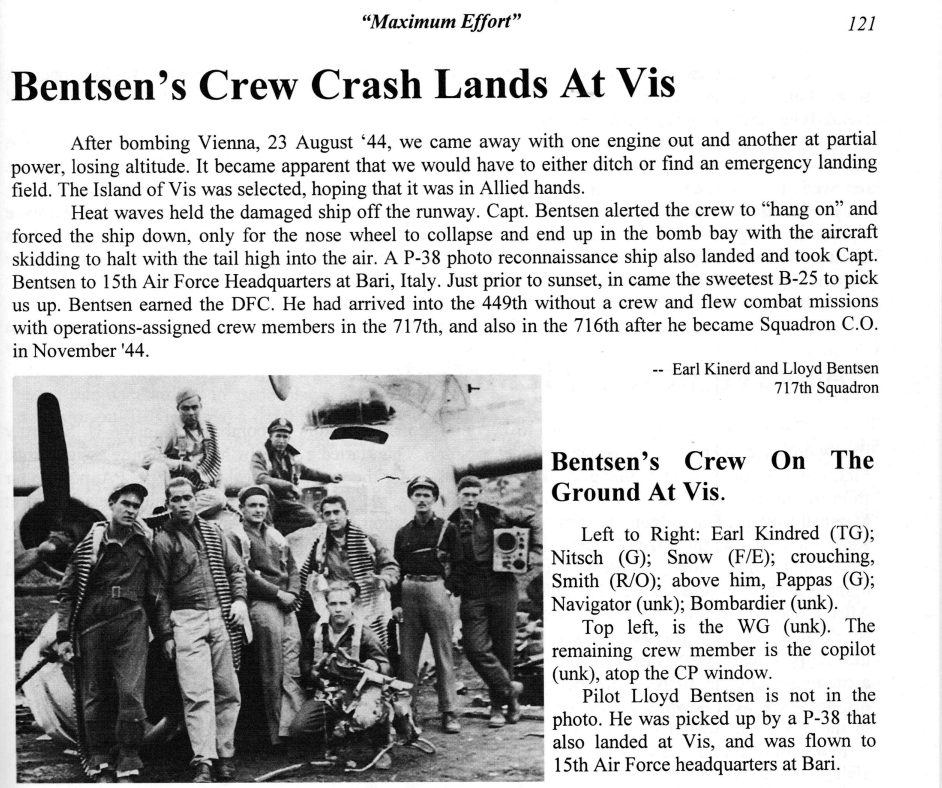 “Maximum Effort”
121
Bentsen’s Crew Crash Lands At Vis
After bombing Vienna, 23 August ‘44, we came away with one engine out and another at partial
power, losing altitude. It became apparent that we would have to either ditch or find an emergency landing
field. The Island of Vis was selected, hoping that it was in Allied hands.
Heat waves held the damaged ship off the runway. Capt. Bentsen alerted the crew to “hang on” and
forced the ship down, only for the nose wheel to collapse and end up in the bomb bay with the aircraft
skidding to halt with the tail high into the air. A P-38 photo reconnaissance ship also landed and took Capt.
Bentsen to 15th Air Force Headquarters at Bari, Italy. Just prior to sunset, in came the sweetest B-25 to pick
us up. Bentsen earned the DFC. He had arrived into the 449th without a crew and flew combat missions
with operations-assigned crew members in the 717th, and also in the 716th after he became Squadron C.O.
in November '44.
-- Earl Kinerd and Lloyd Bentsen
717th Squadron
Bentsen’s Crew On The
Ground At Vis.
Left to Right: Earl Kindred (TG);
Nitsch (G); Snow (F/E); crouching,
Smith (R/O); above him, Pappas (G);
Navigator (unk); Bombardier (unk).
Top left, is the WG (unk). The
remaining crew member is the copilot
(unk), atop the CP window.
Pilot Lloyd Bentsen is not in the
photo. He was picked up by a P-38 that
also landed at Vis, and was flown to
15th Air Force headquarters at Bari.